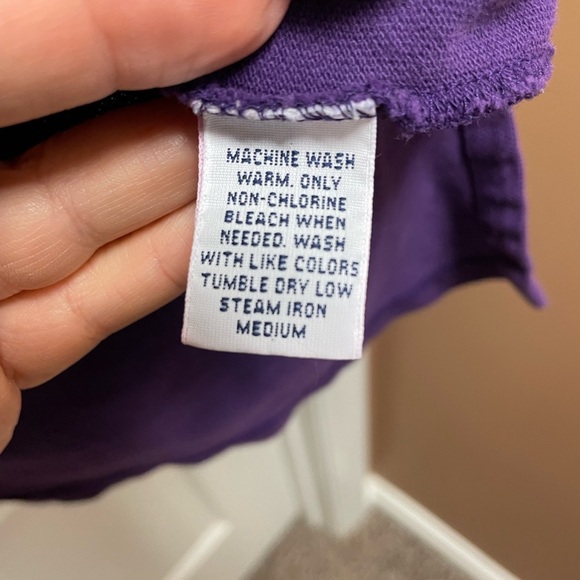 MACHINE WASH
WARM. ONLY
NON-CHLORINE
BLEACH WHEN
NEEDED. WASH
WITH LIKE COLORS
TUMBLE DRY LOW
STEAM IRON
MEDIUM